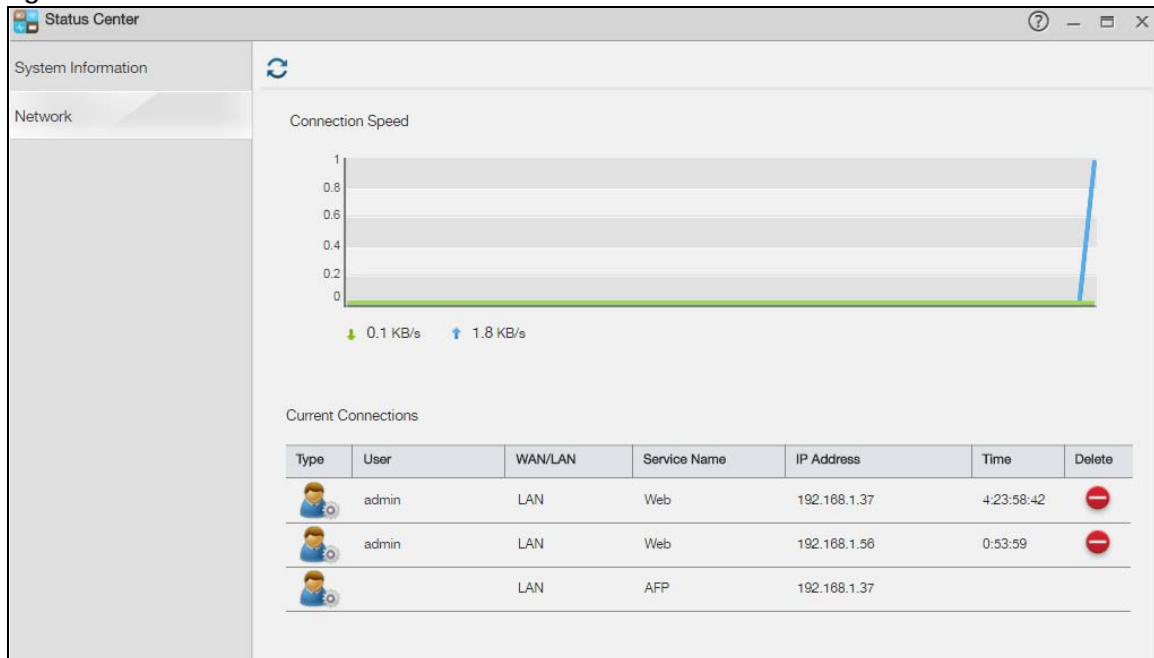 Status Center
?
System Information
Network
Connection Speed
1
0.8
0.6
0.4
0.2
0
0.1 KB/s 1.8 KB/s
Current Connections
Type User WAN/LAN Service Name IP Address Time Delete
admin LAN Web 192.168.1.37 4:23:58:42
admin LAN Web 192.168.1.56 0:53:59
LAN AFP 192.168.1.37